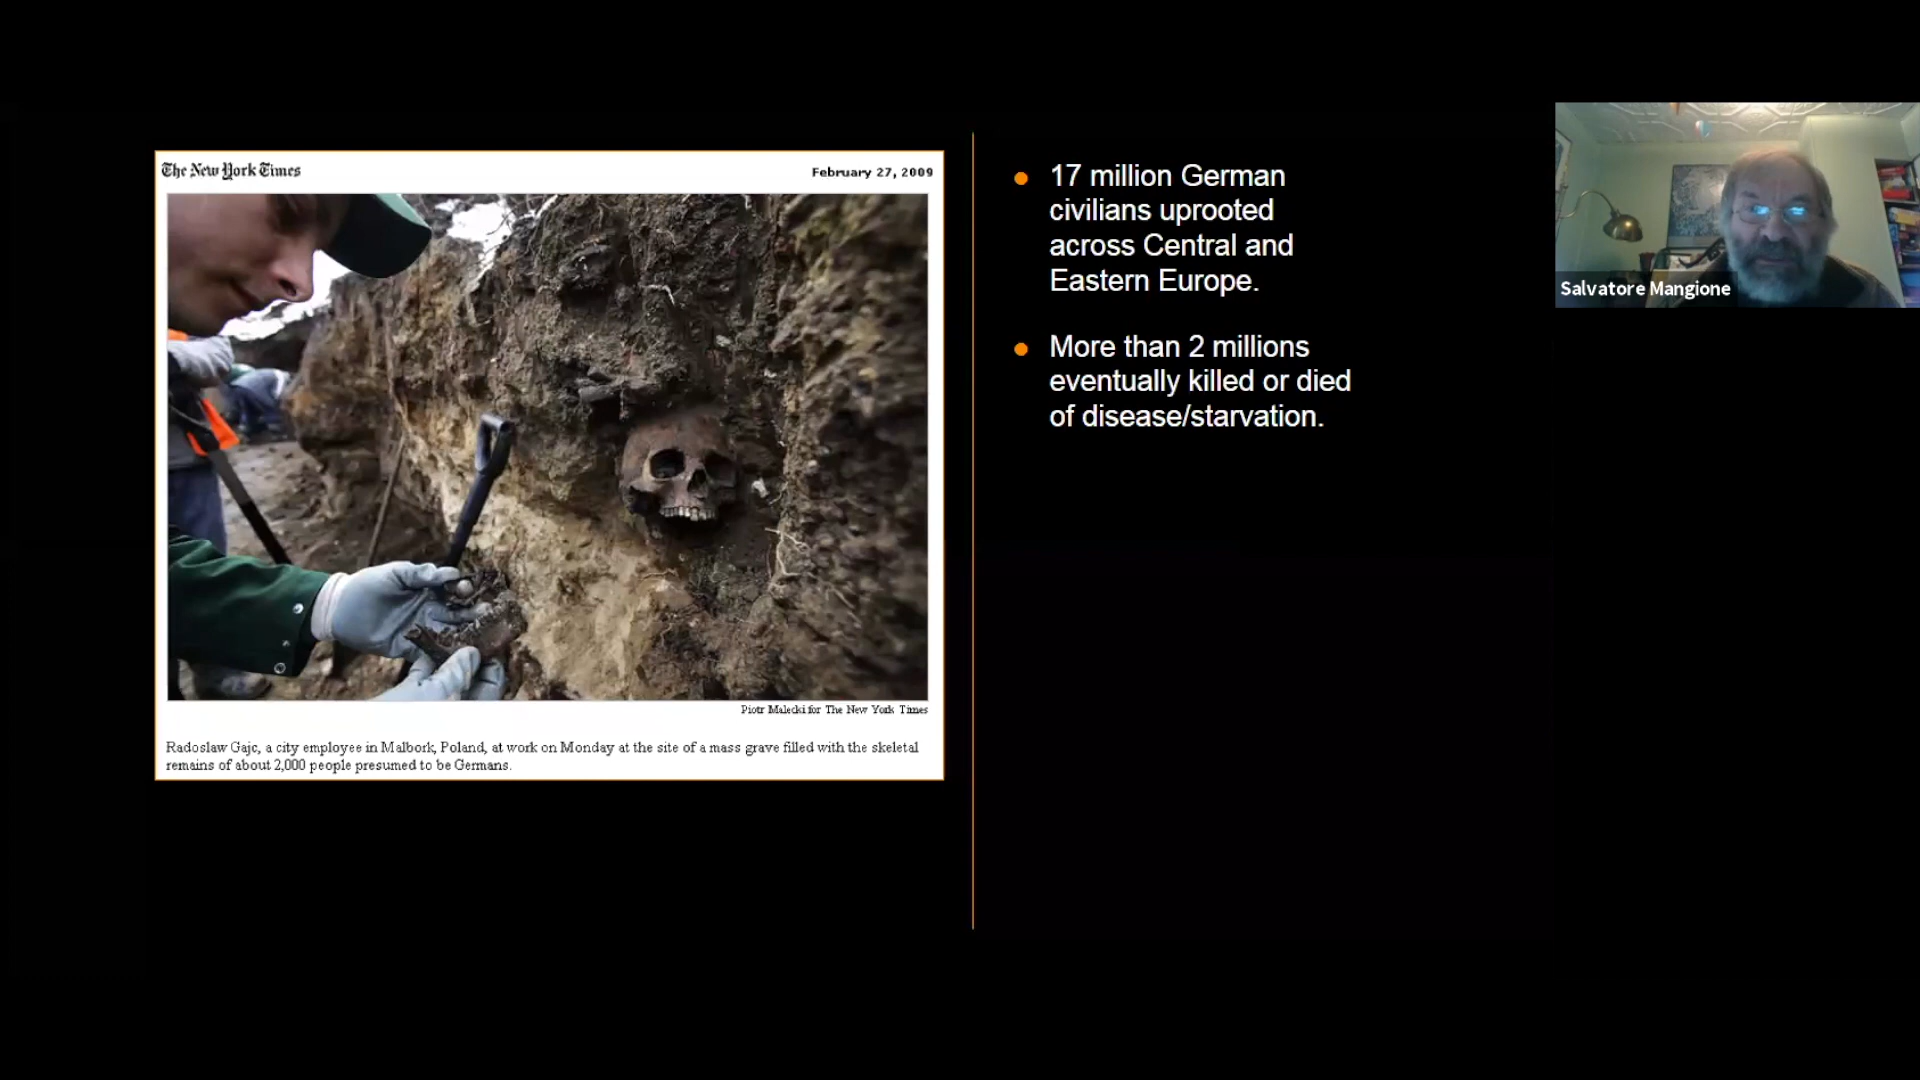 The New York Times
February 27, 2009
Piotr Malecki for The New York Times
Radoslaw Gajc, a city employee in Malbork, Poland, at work on Monday at the site of a mass grave filled with the skeletal
remains of about 2,000 people presumed to be Germans.
17 million German
civilians uprooted
across Central and
Eastern Europe.
More than 2 millions
eventually killed or died
of disease/starvation.
Salvatore Mangione